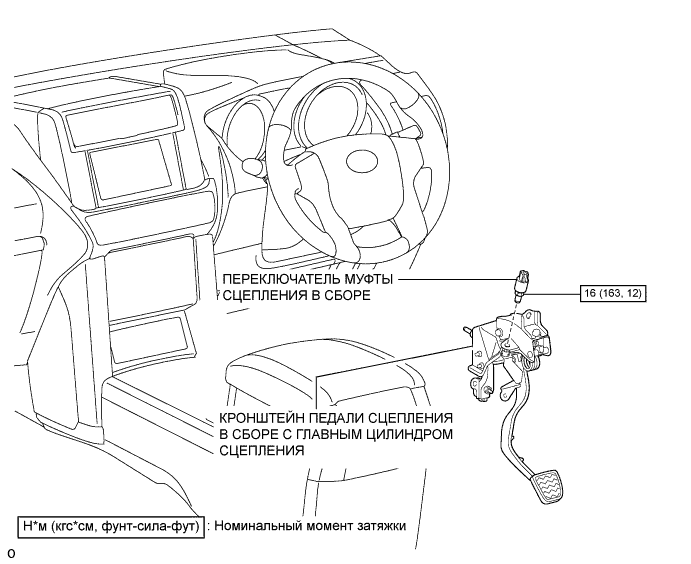 ПЕРЕКЛЮЧАТЕЛЬ МУФТЫ
СЦЕПЛЕНИЯ В СБОРЕ
16 (163, 12)
КРОНШТЕЙН ПЕДАЛИ СЦЕПЛЕНИЯ
В СБОРЕ С ГЛАВНЫМ ЦИЛИНДРОМ
СЦЕПЛЕНИЯ
Н*м (кгс*см, фунт-сила-фут) : Номинальный момент затяжки
O